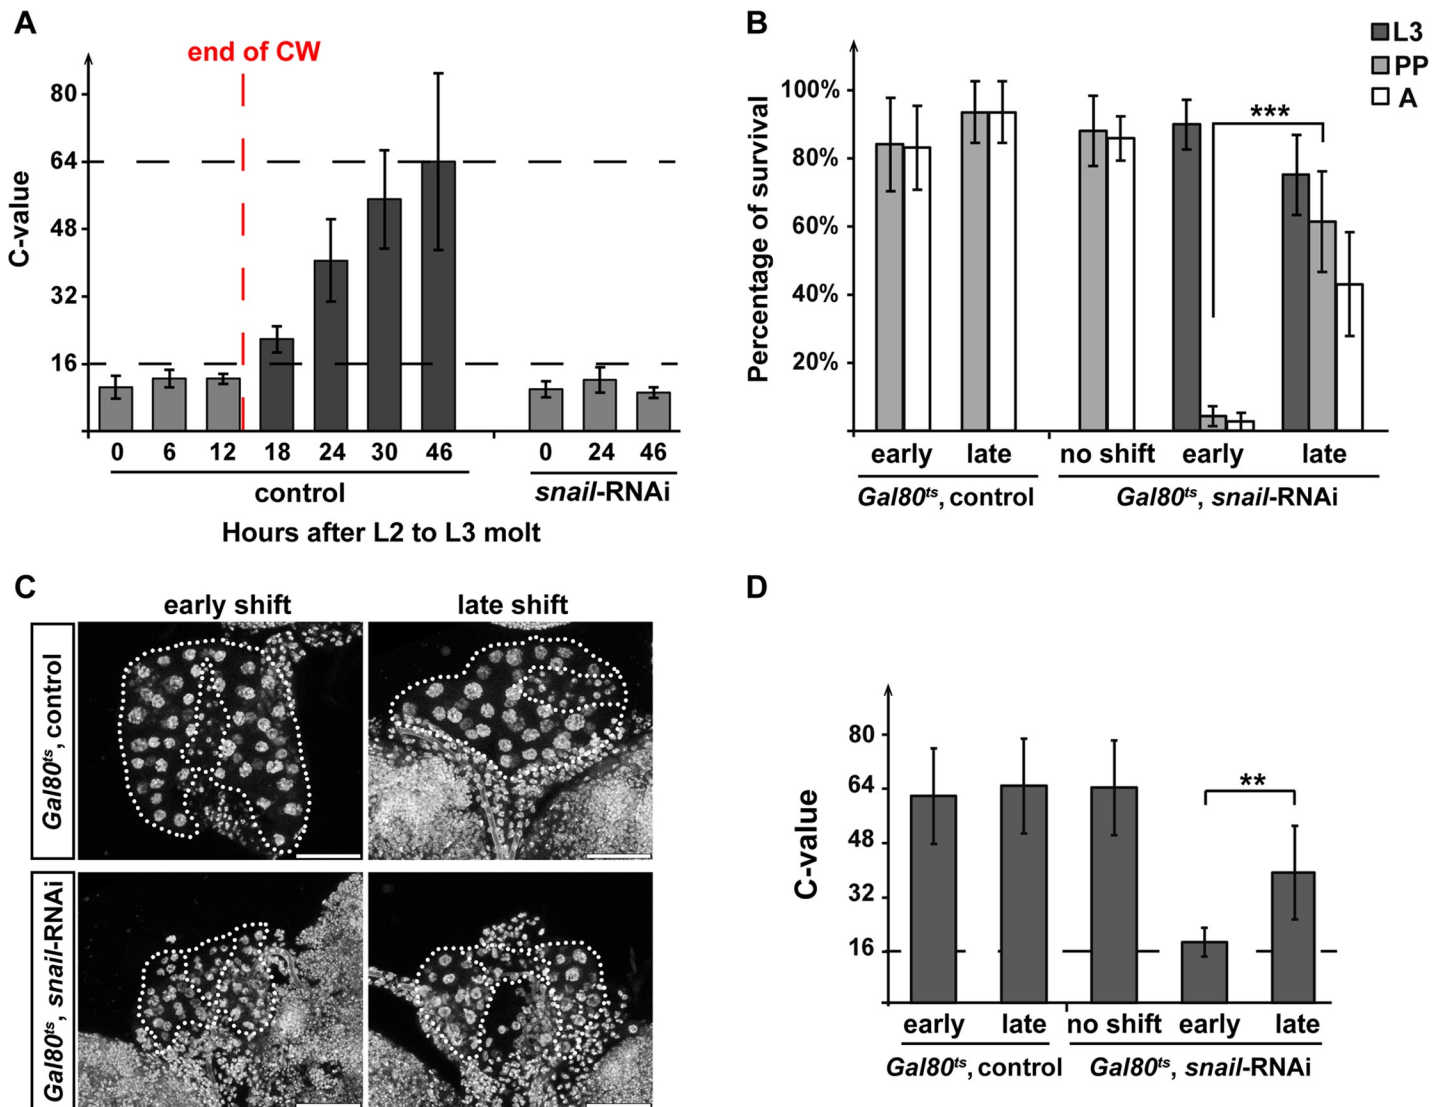 A
end of CW
80
64
48
32
16
C-value
0 6 12 18 24 30 46 0 24 46
control snail-RNAi
Hours after L2 to L3 molt
B
L3
PP
A
100%
80%
60%
40%
20%
Percentage of survival
***
early late no shift early late
Gal80ts, control Gal80ts, snail-RNAi
C
early shift late shift
Gal80ts, control
Gal80ts, snail-RNAi
D
80
64
48
32
16
C-value
**
early late no shift early late
Gal80ts, control Gal80ts, snail-RNAi